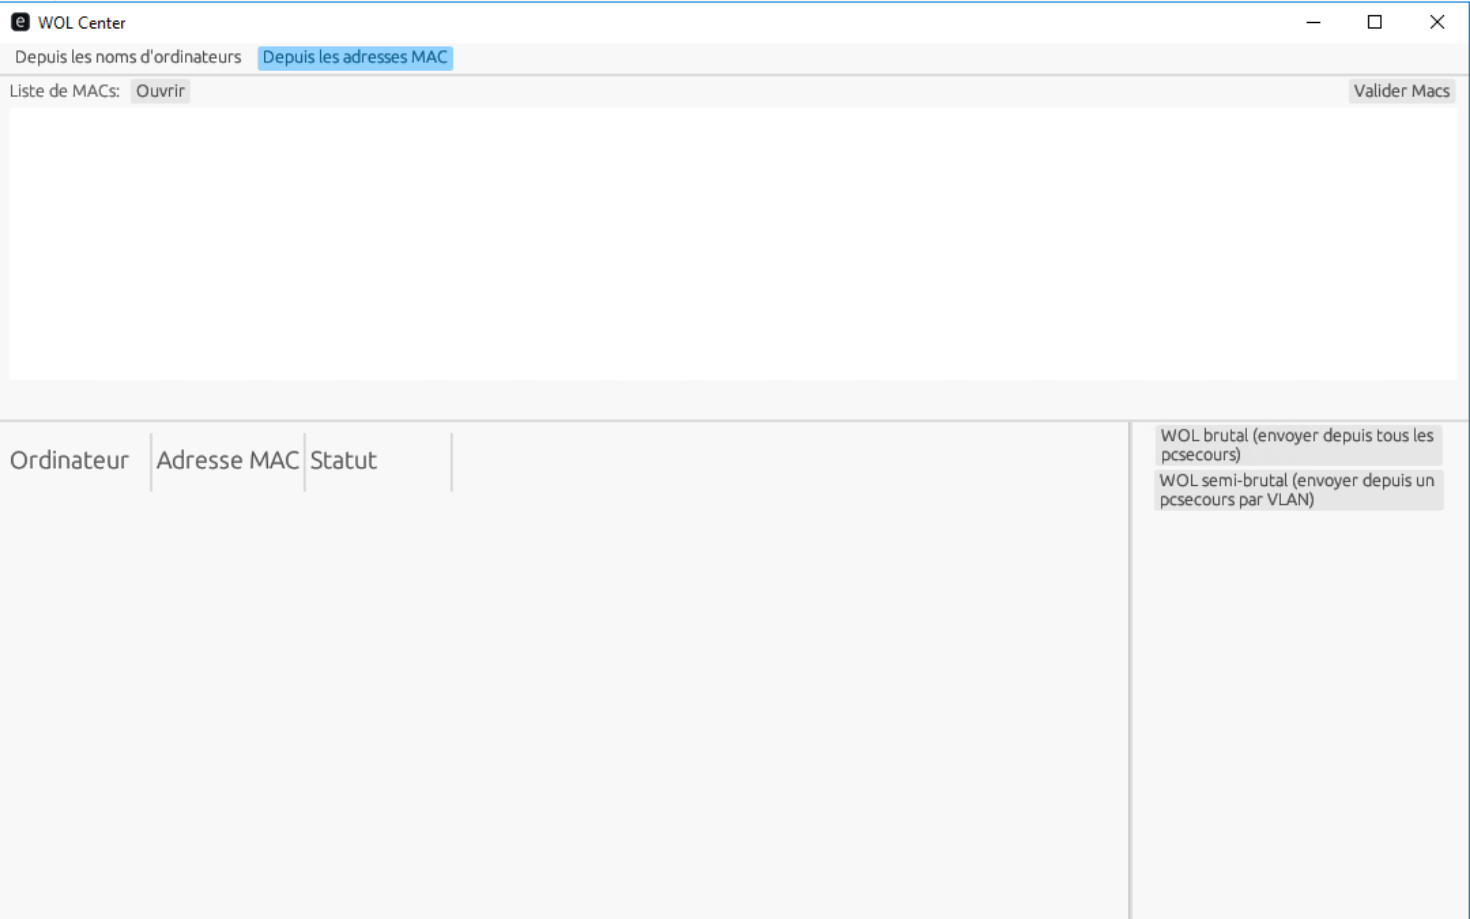 e WOL Center
Depuis les noms d'ordinateurs Depuis les adresses MAC
Liste de MACs: Ouvrir Valider Macs
Ordinateur Adresse MAC Statut
WOL brutal (envoyer depuis tous les
pcsecours)
WOL semi-brutal (envoyer depuis un
pcsecours par VLAN)